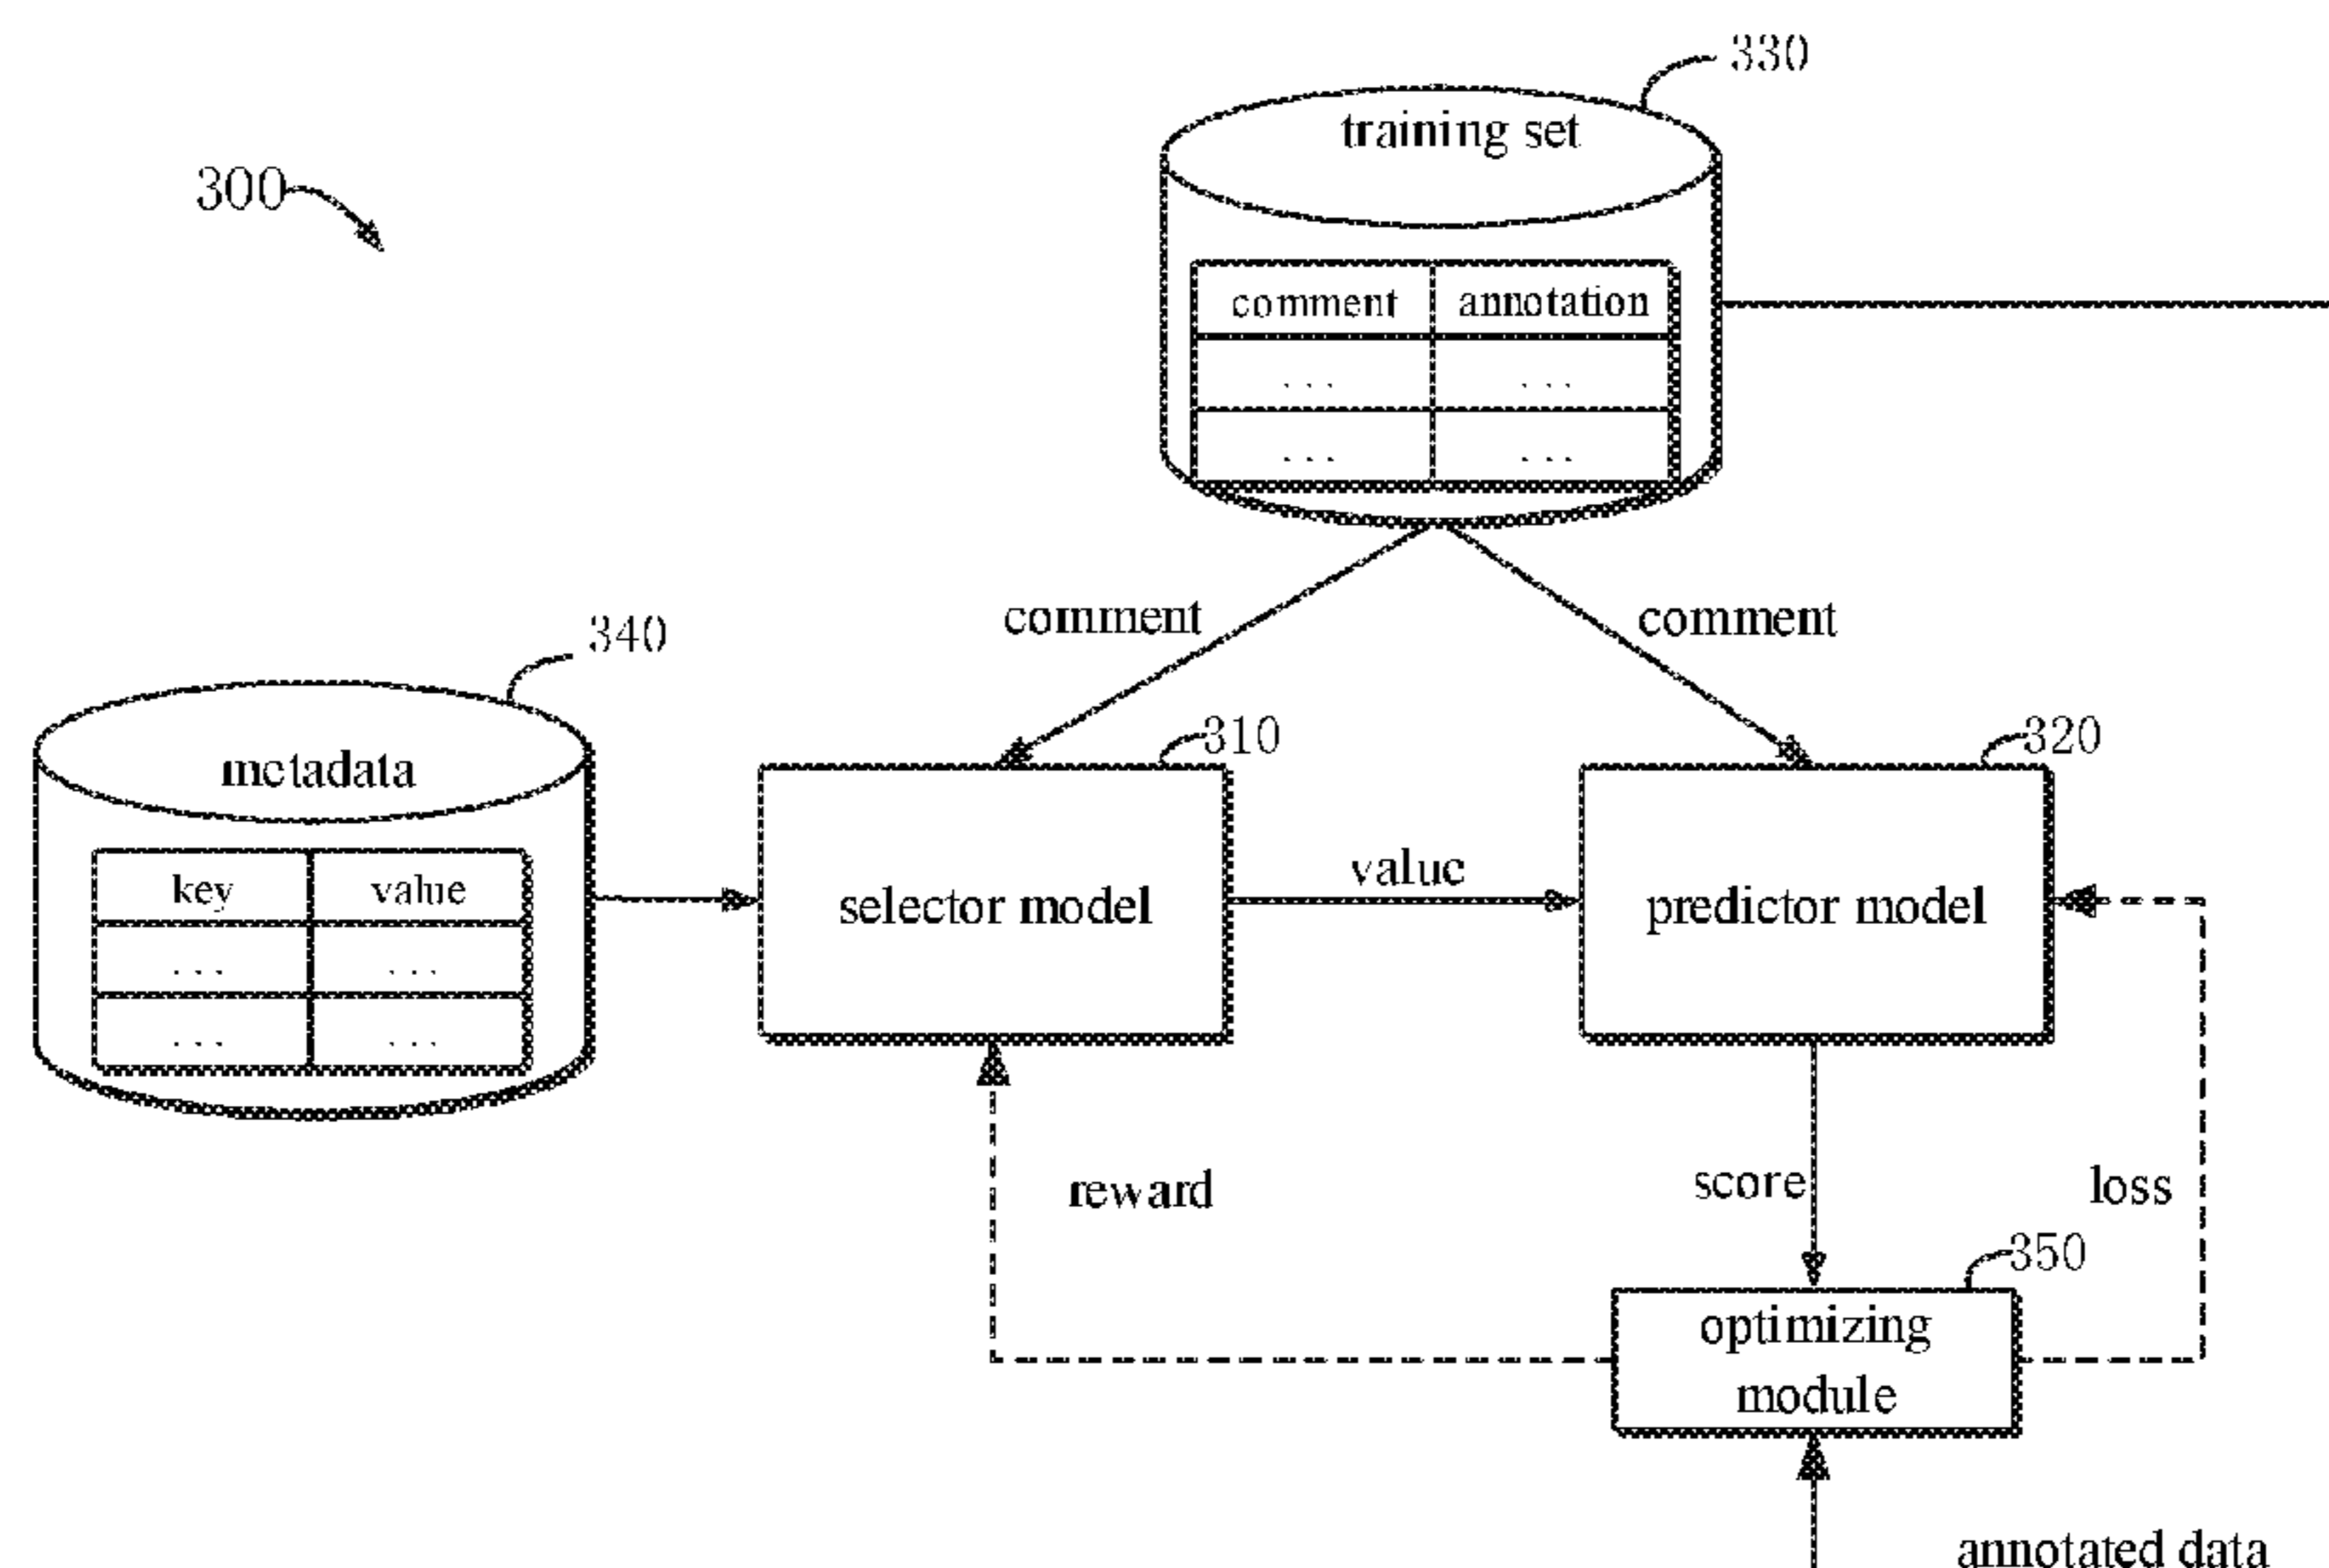 330
training set
300
comment annotation
... ...
... ...
comment comment
340
310 320
metadata
key value
... ...
... ...
selector model
value
predictor model
reward
score
loss
350
optimizing
module
annotated data